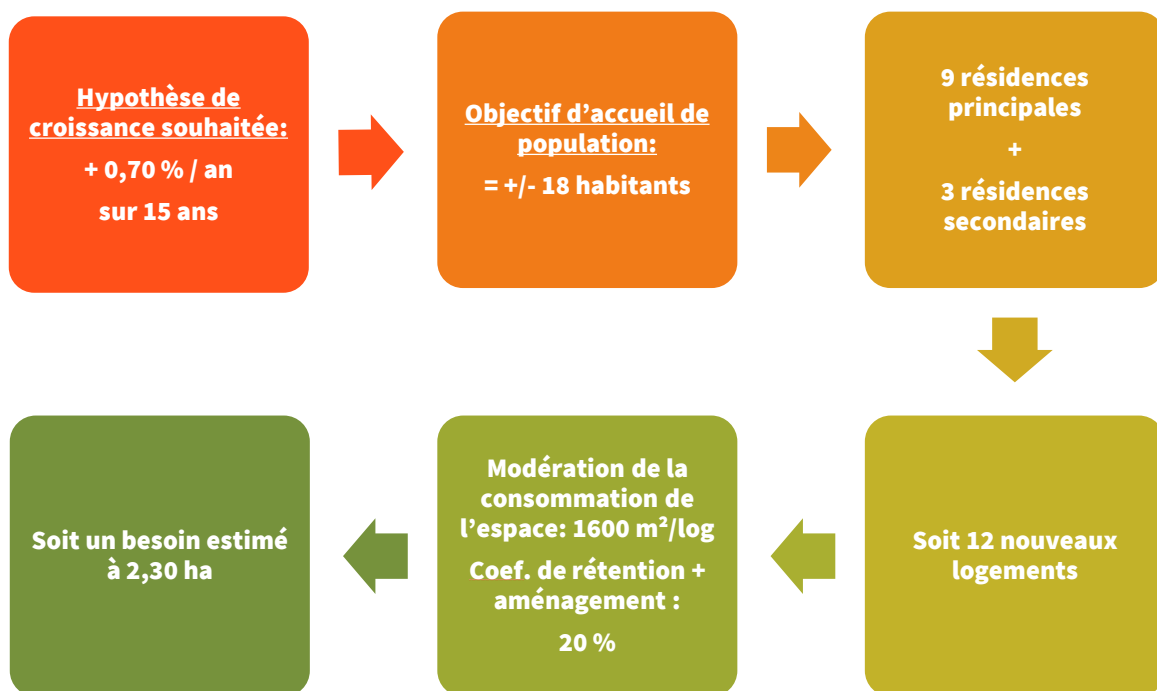 Hypothèse de
croissance souhaitée:
+ 0,70 % / an
sur 15 ans
Objectif d'accueil de
population:
= +/- 18 habitants
9 résidences
principales
+
3 résidences
secondaires
Soit 12 nouveaux
logements
Modération de la
consommation de
l'espace: 1600 m²/log
Coef. de rétention +
aménagement :
20 %
Soit un besoin estimé
à 2,30 ha